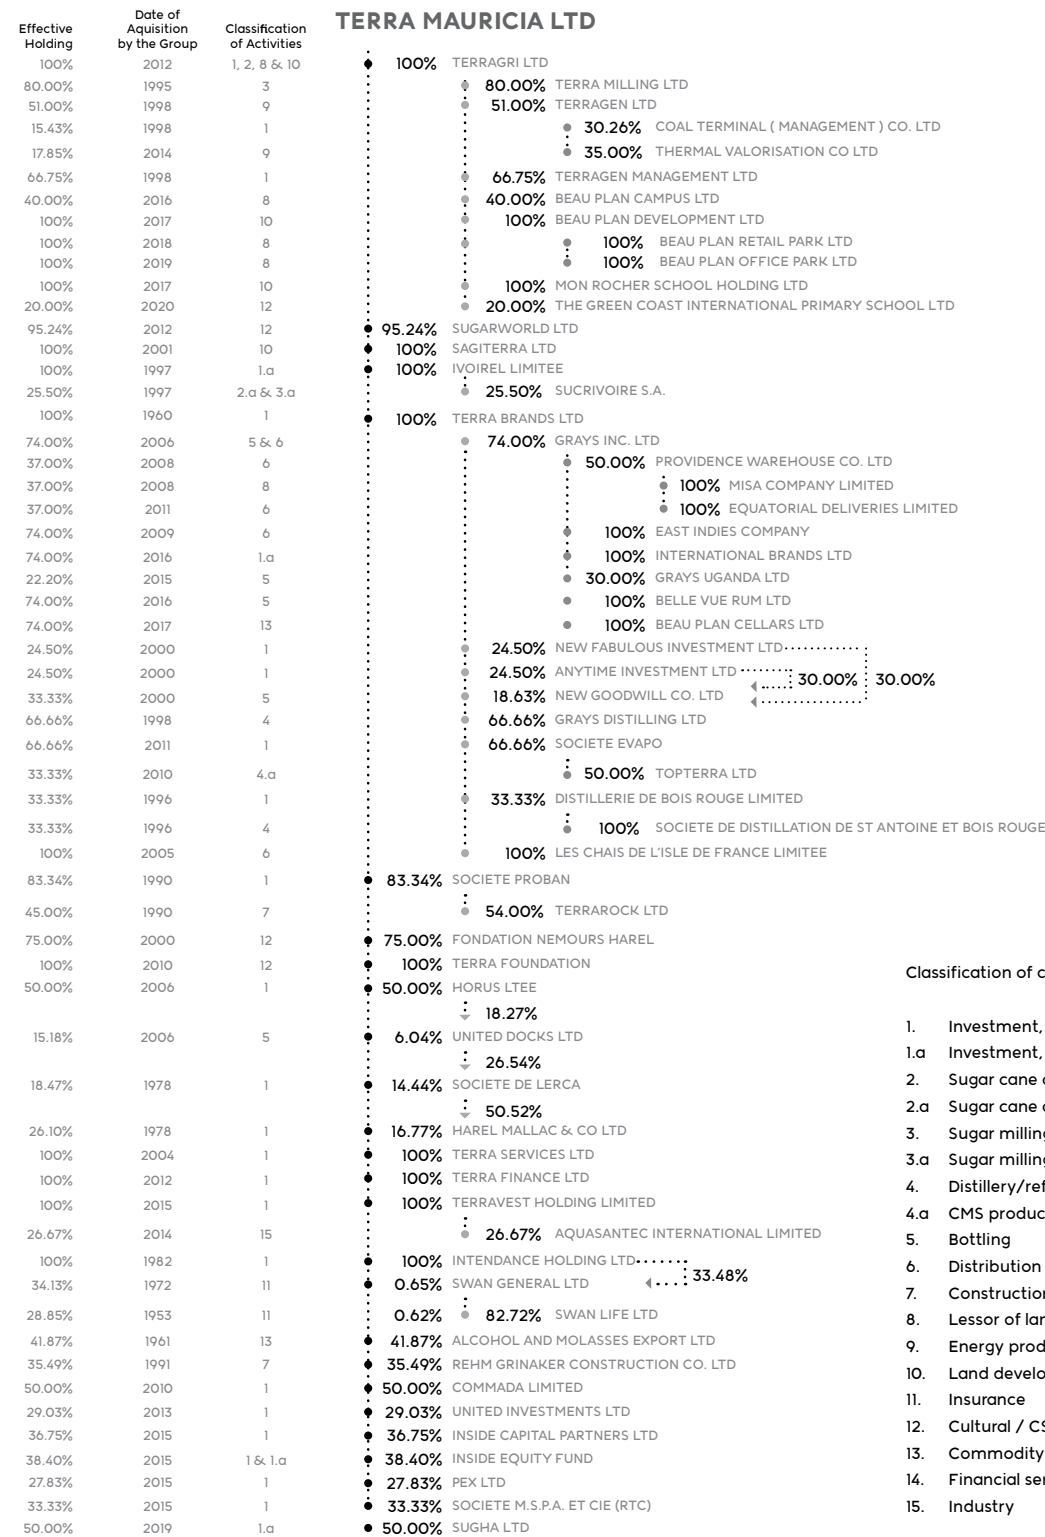 TERRA MAURICIA LTD
Effective Holding Date of Aquisition by the Group Classification of Activities
100% 2012 1, 2, 8 & 10 100% TERRAGRI LTD
80.00% 1995 3 80.00% TERRA MILLING LTD
51.00% 1998 9 51.00% TERRAGEN LTD
15.43% 1998 1 30.26% COAL TERMINAL ( MANAGEMENT ) CO. LTD
17.85% 2014 9 35.00% THERMAL VALORISATION CO LTD
66.75% 1998 1 66.75% TERRAGEN MANAGEMENT LTD
40.00% 2016 8 40.00% BEAU PLAN CAMPUS LTD
100% 2017 10 100% BEAU PLAN DEVELOPMENT LTD
100% 2018 8 100% BEAU PLAN RETAIL PARK LTD
100% 2019 8 100% BEAU PLAN OFFICE PARK LTD
100% 2017 10 100% MON ROCHER SCHOOL HOLDING LTD
20.00% 2020 12 20.00% THE GREEN COAST INTERNATIONAL PRIMARY SCHOOL LTD
95.24% 2012 12 95.24% SUGARWORLD LTD
100% 2001 10 100% SAGITERRA LTD
100% 1997 1.a 100% IVOIREL LIMITEE
25.50% 1997 2.a & 3.a 25.50% SUCRIVOIRE S.A.
100% 1960 1 100% TERRA BRANDS LTD
74.00% 2006 5 & 6 74.00% GRAYS INC. LTD
37.00% 2008 6 50.00% PROVIDENCE WAREHOUSE CO. LTD
37.00% 2008 8 100% MISA COMPANY LIMITED
37.00% 2011 6 100% EQUATORIAL DELIVERIES LIMITED
74.00% 2009 6 100% EAST INDIES COMPANY
74.00% 2016 1.a 100% INTERNATIONAL BRANDS LTD
22.20% 2015 5 30.00% GRAYS UGANDA LTD
74.00% 2016 5 100% BELLE VUE RUM LTD
74.00% 2017 13 100% BEAU PLAN CELLARS LTD
24.50% 2000 1 24.50% NEW FABULOUS INVESTMENT LTD
24.50% 2000 1 24.50% ANYTIME INVESTMENT LTD 30.00% 30.00%
33.33% 2000 5 18.63% NEW GOODWILL CO. LTD
66.66% 1998 4 66.66% GRAYS DISTILLING LTD
66.66% 2011 1 66.66% SOCIETE EVAPO
33.33% 2010 4.a 50.00% TOPTERRA LTD
33.33% 1996 1 33.33% DISTILLERIE DE BOIS ROUGE LIMITED
33.33% 1996 4 100% SOCIETE DE DISTILLATION DE ST ANTOINE ET BOIS ROUGE
100% 2005 6 100% LES CHAIS DE L'ISLE DE FRANCE LIMITEE
83.34% 1990 1 83.34% SOCIETE PROBAN
45.00% 1990 7 54.00% TERRAROCK LTD
75.00% 2000 12 75.00% FONDATION NEMOURS HAREL
100% 2010 12 100% TERRA FOUNDATION
50.00% 2006 1 50.00% HORUS LTEE
18.27%
15.18% 2006 5 6.04% UNITED DOCKS LTD
26.54%
18.47% 1978 1 14.44% SOCIETE DE LERCA
50.52%
26.10% 1978 1 16.77% HAREL MALLAC & CO LTD
100% 2004 1 100% TERRA SERVICES LTD
100% 2012 1 100% TERRA FINANCE LTD
100% 2015 1 100% TERRAVEST HOLDING LIMITED
26.67% 2014 15 26.67% AQUASANTEC INTERNATIONAL LIMITED
100% 1982 1 100% INTENDANCE HOLDING LTD 33.48%
34.13% 1972 11 0.65% SWAN GENERAL LTD
28.85% 1953 11 0.62% 82.72% SWAN LIFE LTD
41.87% 1961 13 41.87% ALCOHOL AND MOLASSES EXPORT LTD
35.49% 1991 7 35.49% REHM GRINAKER CONSTRUCTION CO. LTD
50.00% 2010 1 50.00% COMMADA LIMITED
29.03% 2013 1 29.03% UNITED INVESTMENTS LTD
36.75% 2015 1 36.75% INSIDE CAPITAL PARTNERS LTD
38.40% 2015 1 & 1.a 38.40% INSIDE EQUITY FUND
27.83% 2015 1 27.83% PEX LTD
33.33% 2015 1 33.33% SOCIETE M.S.P.A. ET CIE (RTC)
50.00% 2019 1.a 50.00% SUGHA LTD
Classification of c
1. Investment,
1.a Investment,
2. Sugar cane
2.a Sugar cane
3. Sugar milling
3.a Sugar milling
4. Distillery/ref
4.a CMS produc
5. Bottling
6. Distribution
7. Construction
8. Lessor of lan
9. Energy prod
10. Land develo
11. Insurance
12. Cultural / CS
13. Commodity
14. Financial ser
15. Industry